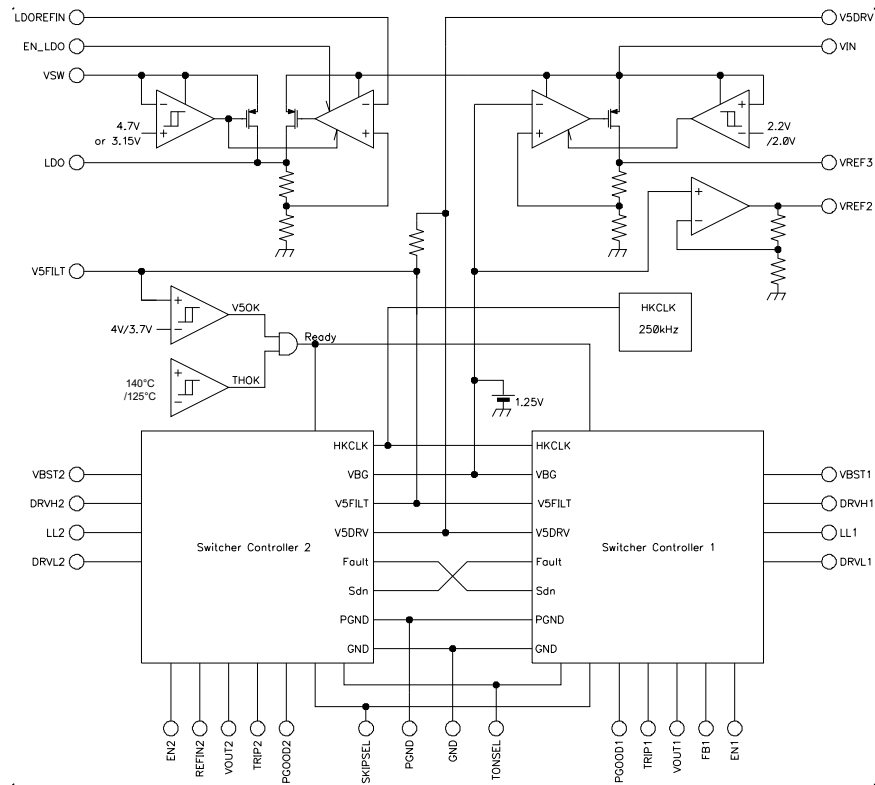 LDOREFIN
V5DRV
EN_LDO
VIN
VSW
4.7V
or 3.15V
2.2V
/2.0V
LDO
VREF3
VREF2
V5FILT
HKCLK
250kHz
V5OK
4V/3.7V
Ready
THOK
140°C
/125°C
1.25V
HKCLK
HKCLK
VBST2
VBG
VBG
VBST1
DRVH2
V5FILT
V5FILT
DRVH1
LL2
V5DRV
V5DRV
LL1
Switcher Controller 2
Switcher Controller 1
DRVL2
Fault
Fault
DRVL1
Sdn
Sdn
PGND
PGND
GND
GND
EN2
REFIN2
VOUT2
TRIP2
PGOOD2
SKIPSEL
PGND
GND
TONSEL
PGOOD1
TRIP1
VOUT1
FB1
EN1